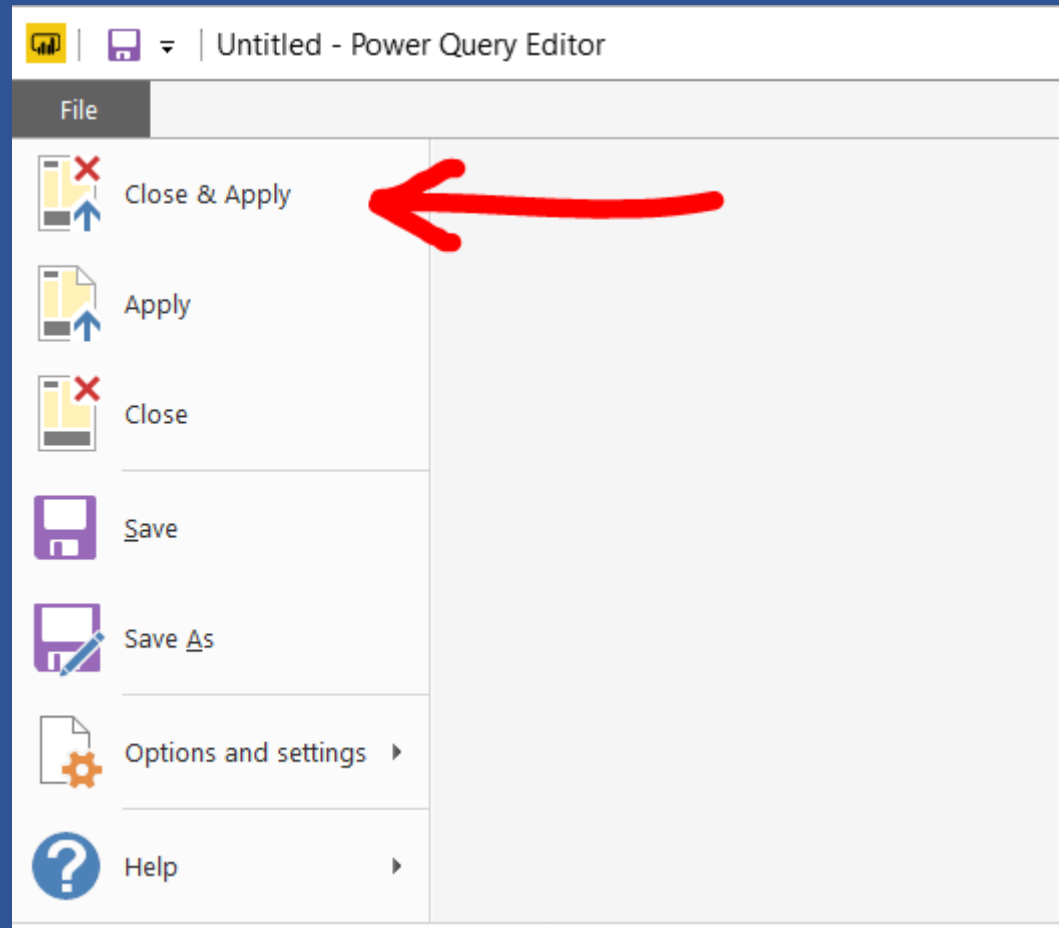 Untitled - Power Query Editor
File
Close & Apply
Apply
Close
Save
Save As
Options and settings
Help